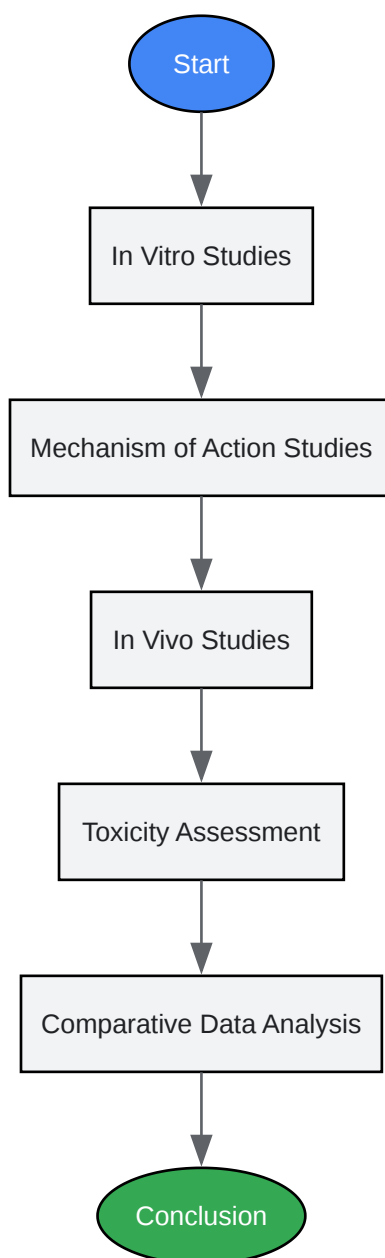 Start
In Vitro Studies
Mechanism of Action Studies
In Vivo Studies
Toxicity Assessment
Comparative Data Analysis
Conclusion